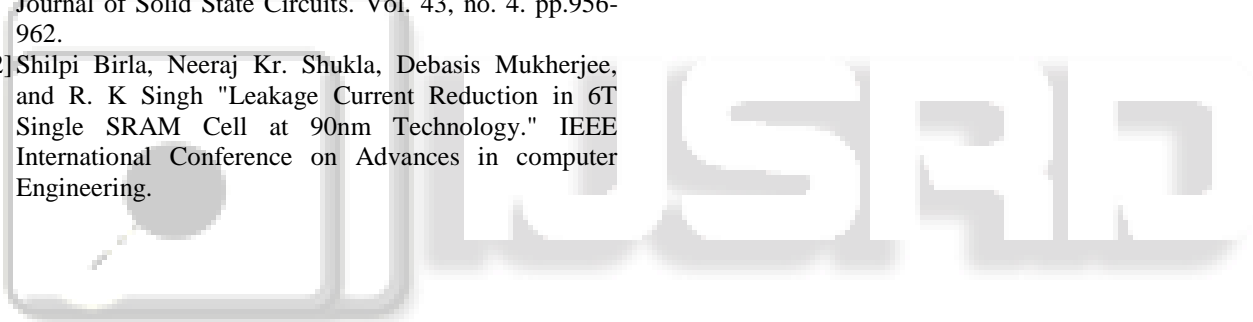 Journal of Solid State Circuits. Vol. 43, no. 4. pp.956-
962.
2] Shilpi Birla, Neeraj Kr. Shukla, Debasis Mukherjee,
and R. K Singh "Leakage Current Reduction in 6T
Single SRAM Cell at 90nm Technology." IEEE
International Conference on Advances in computer
Engineering.
IJSRD